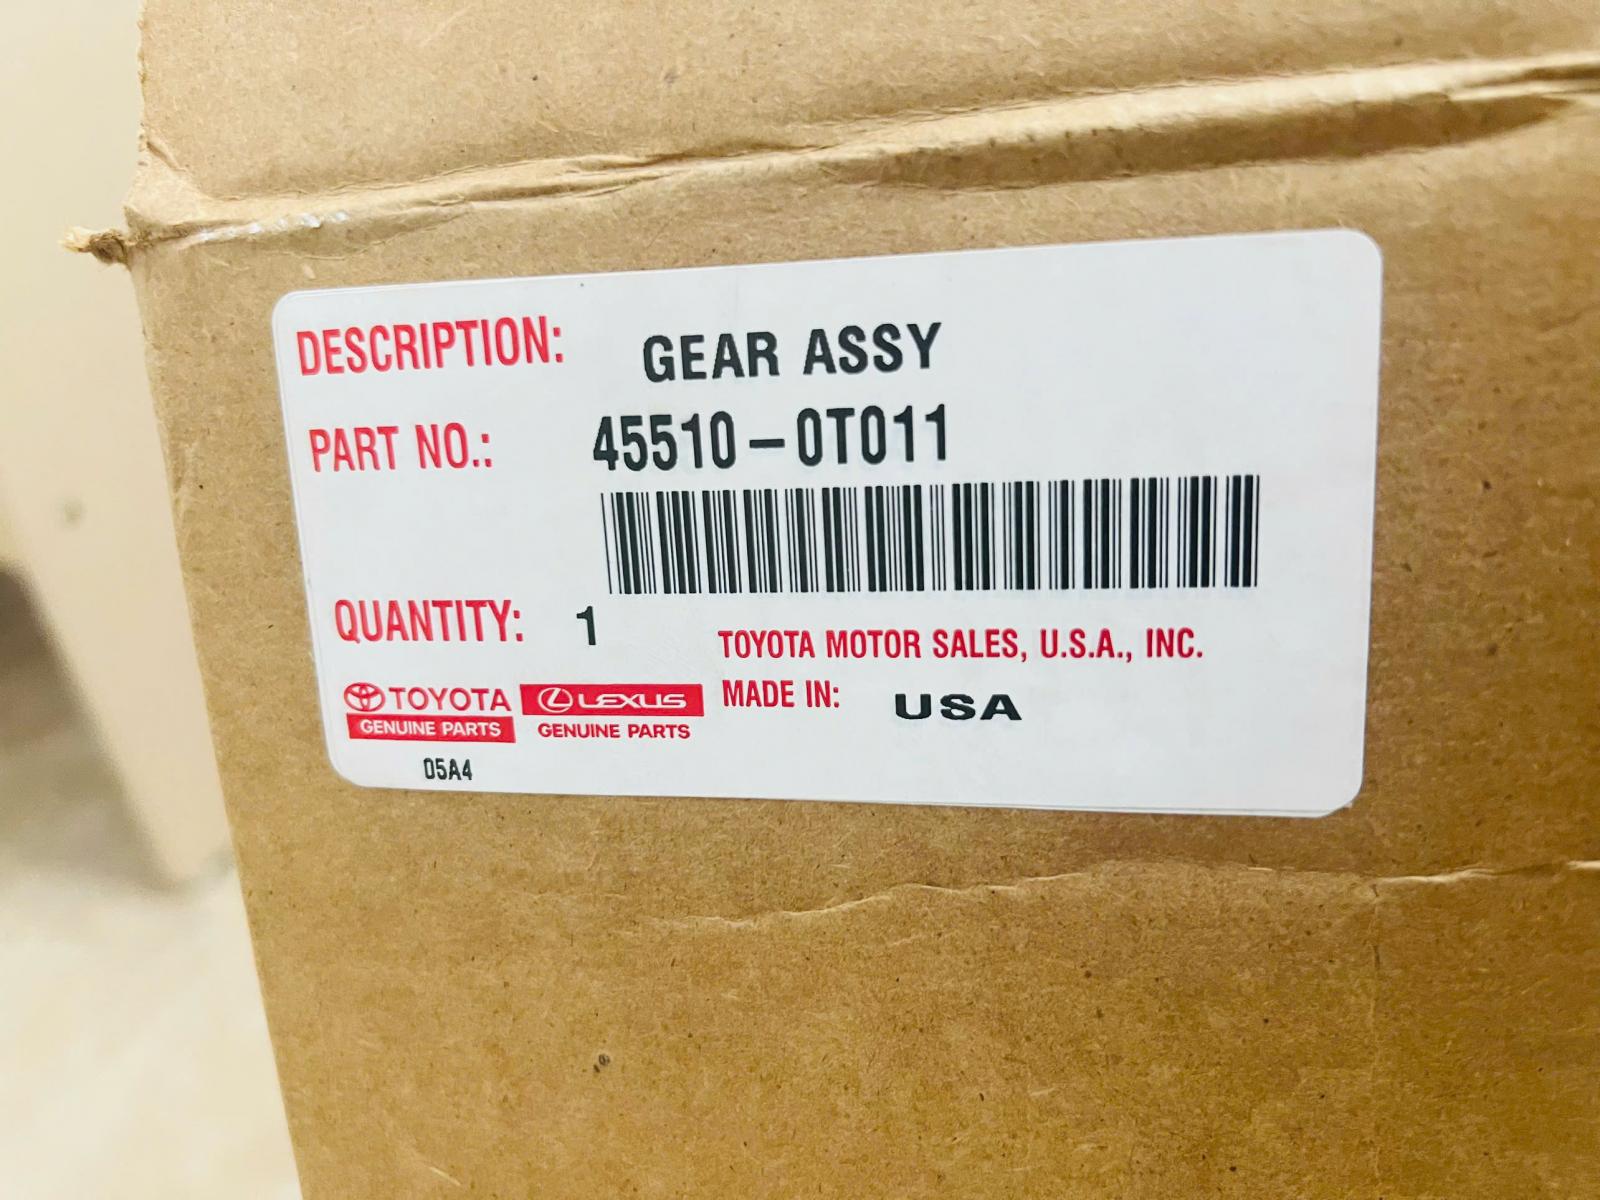 DESCRIPTION: GEAR ASSY
PART NO.: 45510-0T011
QUANTITY: 1
TOYOTA MOTOR SALES, U.S.A., INC.
TOYOTA LEXUS MADE IN: USA
GENUINE PARTS GENUINE PARTS
05A4